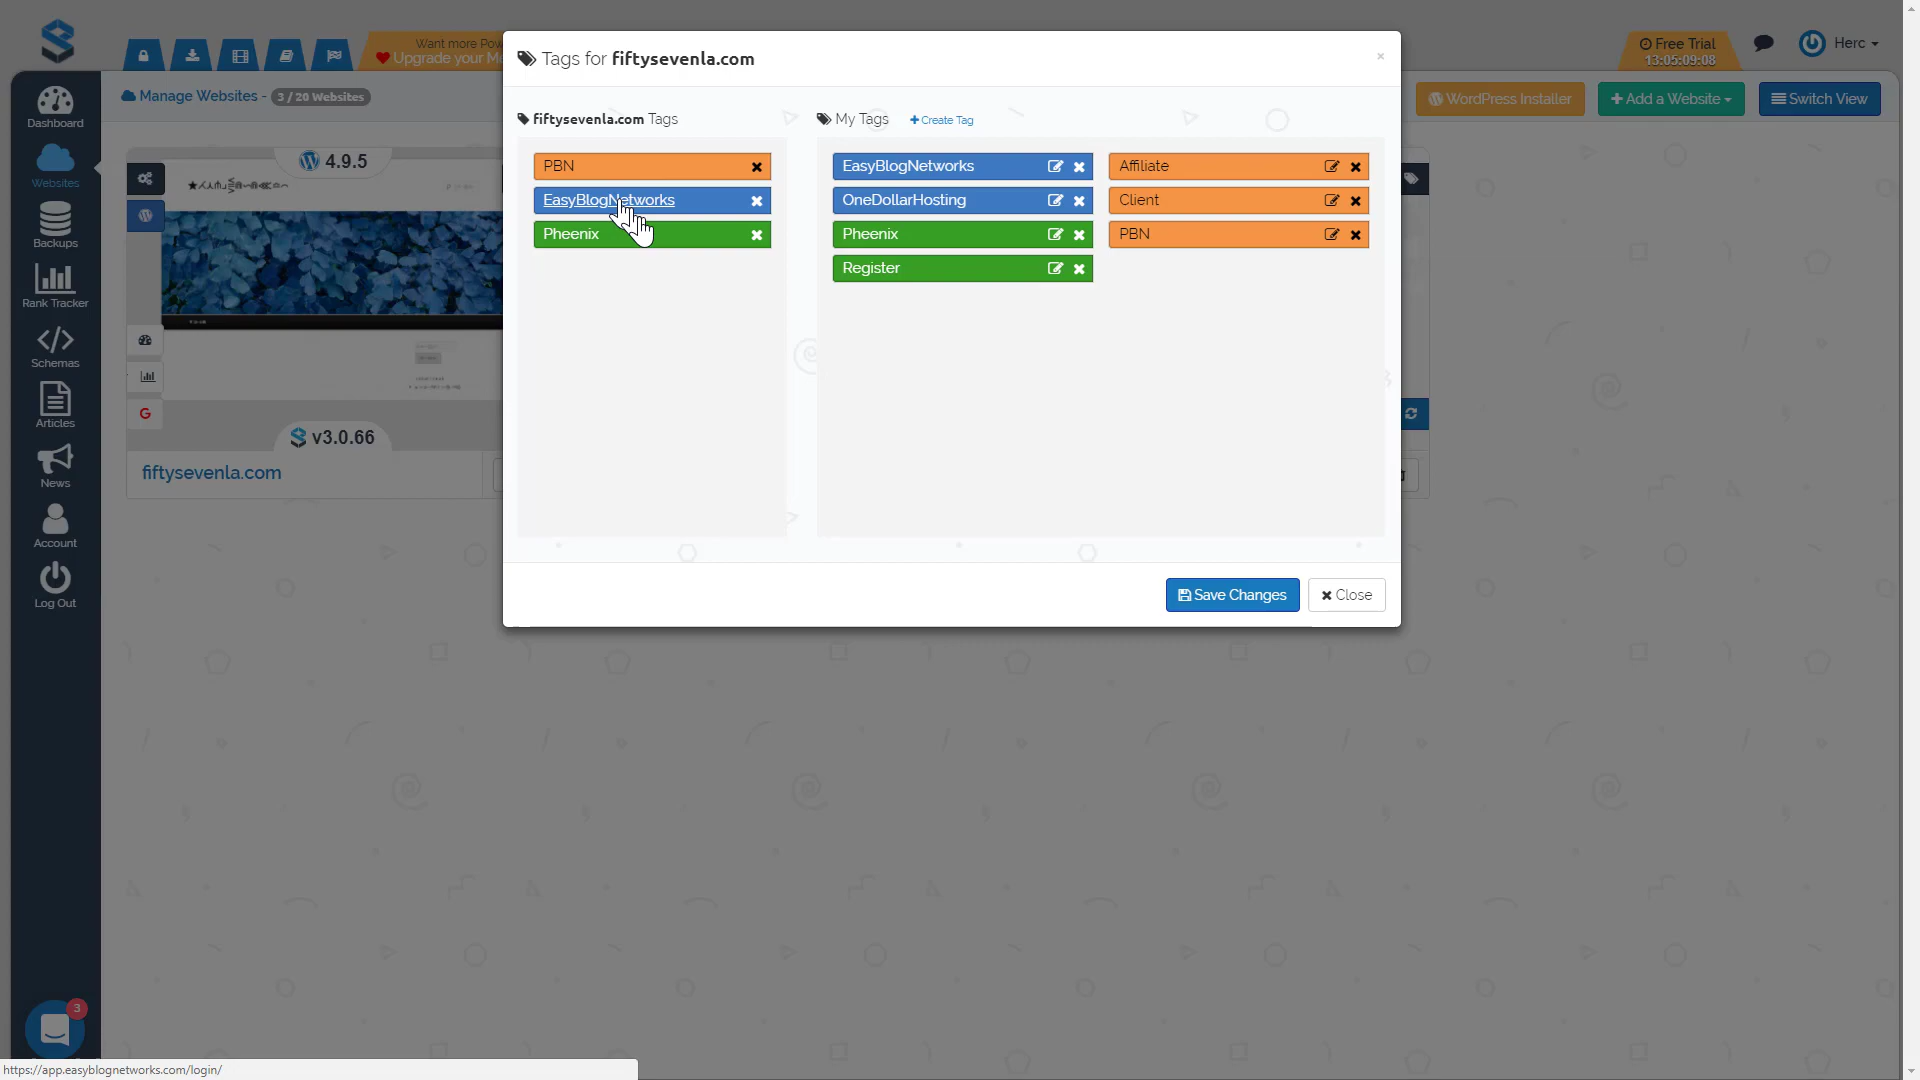 Want more Pow
Upgrade your M
Free Trial
13:05:09:08
Herc
Manage Websites - 3 / 20 Websites
WordPress Installer
Add a Website
Switch View
Dashboard
Websites
Backups
Rank Tracker
Schemas
Articles
News
Account
Log Out
3
4.9.5
G
v3.0.66
fiftysevenla.com
Tags for fiftysevenla.com
×
fiftysevenla.com Tags
PBN
EasyBlogNetworks
Pheenix
My Tags
Create Tag
EasyBlogNetworks
Affiliate
OneDollarHosting
Client
Pheenix
PBN
Register
Save Changes
Close
https://app.easyblognetworks.com/login/